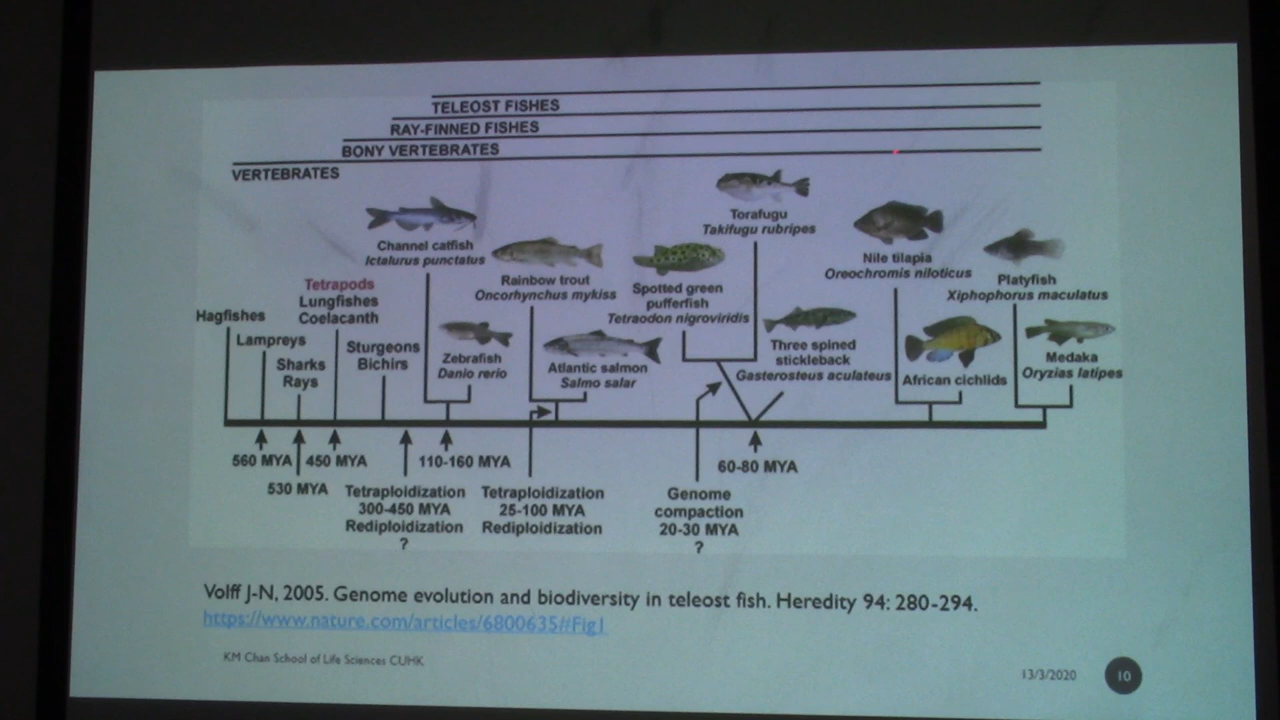 TELEOST FISHES
RAY-FINNED FISHES
BONY VERTEBRATES
VERTEBRATES
Torafugu
Takifugu rubripes
Channel catfish
Ictalurus punctatus
Rainbow trout
Oncorhynchus mykiss
Spotted green
pufferfish
Tetraodon nigroviridis
Nile tilapia
Oreochromis niloticus
Platyfish
Xiphophorus maculatus
Hagfishes
Lampreys
Sharks
Rays
Tetrapods
Lungfishes
Coelacanth
Sturgeons
Bichirs
Zebrafish
Danio rerio
Atlantic salmon
Salmo salar
Three spined
stickleback
Gasterosteus aculateus
African cichlids
Medaka
Oryzias latipes
560 MYA
530 MYA
450 MYA
Tetraploidization
300-450 MYA
Rediploidization
?
110-160 MYA
Tetraploidization
25-100 MYA
Rediploidization
Genome
compaction
20-30 MYA
?
60-80 MYA
Volff J-N, 2005. Genome evolution and biodiversity in teleost fish. Heredity 94: 280-294.
https://www.nature.com/articles/6800635#Fig1
KM Chan School of Life Sciences CUHK
13/3/2020
10